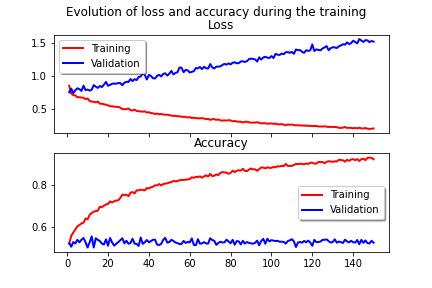 Evolution of loss and accuracy during the training
Loss
1.5
1.0
0.5
Training
Validation
Accuracy
0.8
0.6
Training
Validation
0 20 40 60 80 100 120 140